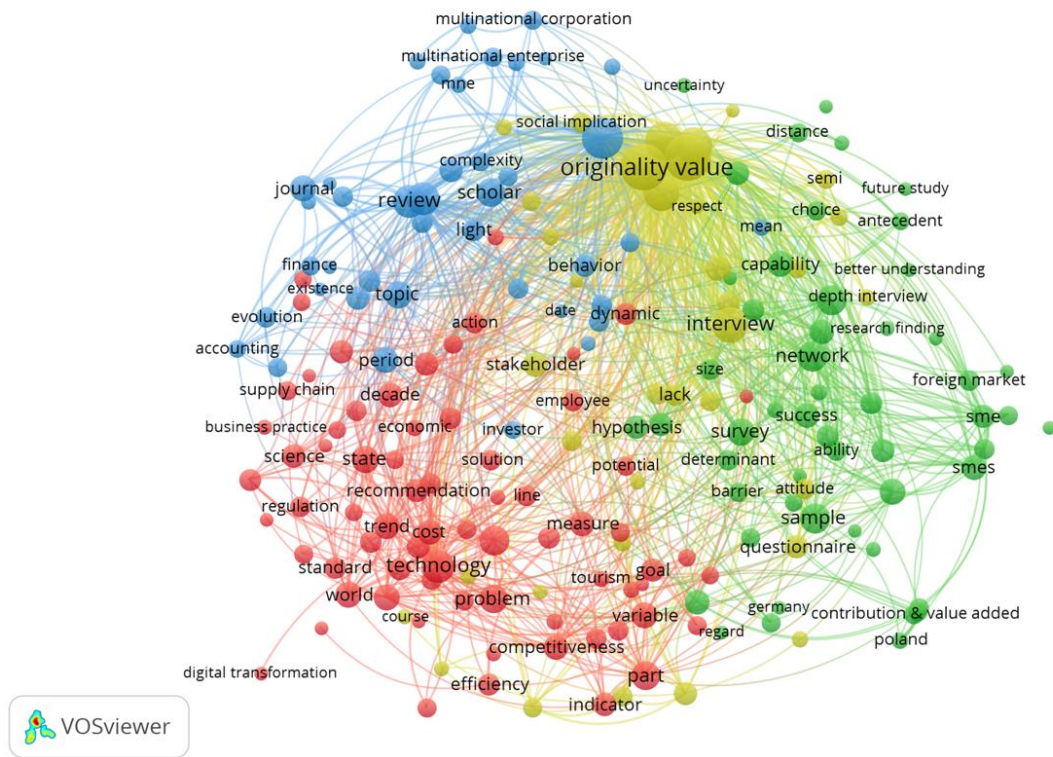 multinational corporation
multinational enterprise
mne
uncertainty
social implication
distance
complexity
originality value
semi
journal
scholar
future study
review
respect
choice
antecedent
light
mean
finance
behavior
capability
better understanding
existence
topic
depth interview
evolution
date
dynamic
action
interview
research finding
accounting
period
stakeholder
network
supply chain
decade
size
foreign market
employee
lack
business practice
economic
investor
hypothesis
survey
success
sme
science
state
solution
potential
determinant
ability
smes
recommendation
line
barrier
attitude
regulation
trend
cost
measure
sample
standard
technology
questionnaire
world
problem
tourism
goal
course
variable
germany
contribution & value added
regard
poland
competitiveness
digital transformation
efficiency
part
indicator
VOSviewer